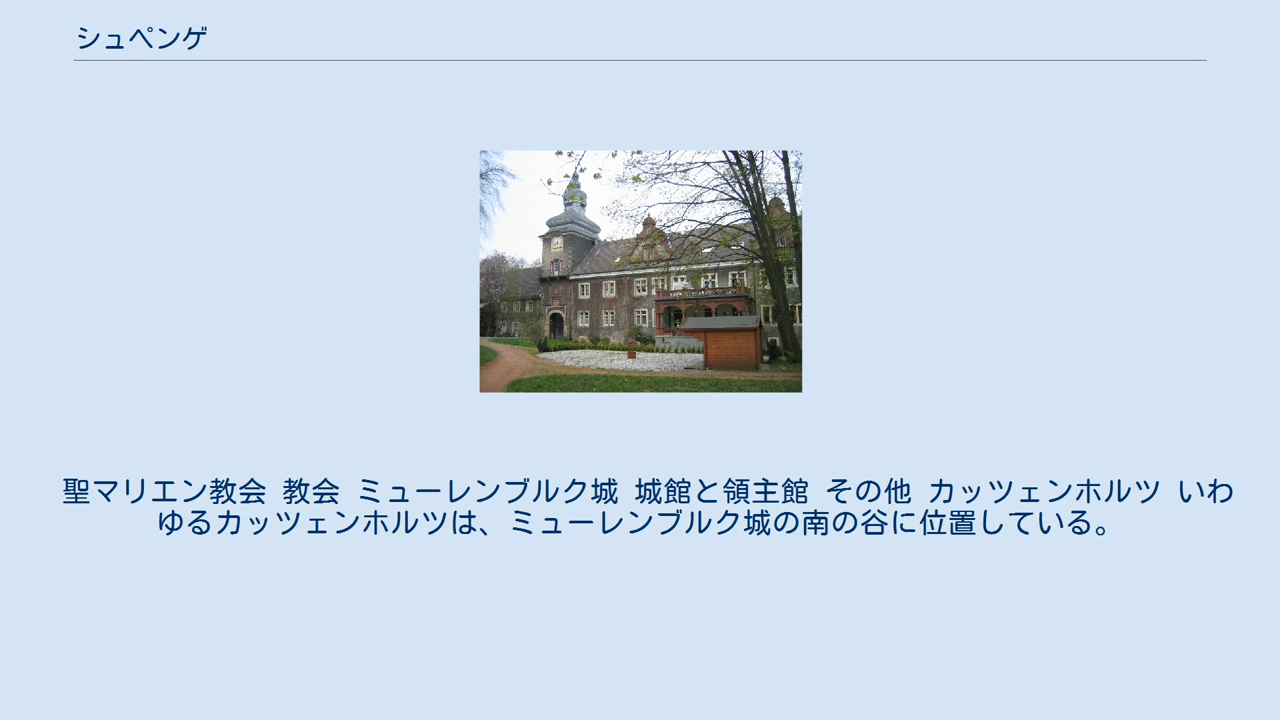 シュペンゲ
聖マリエン教会 教会 ミューレンブルク城 城館と領主館 その他 カッツェンホルツ いわ
ゆるカッツェンホルツは、ミューレンブルク城の南の谷に位置している。